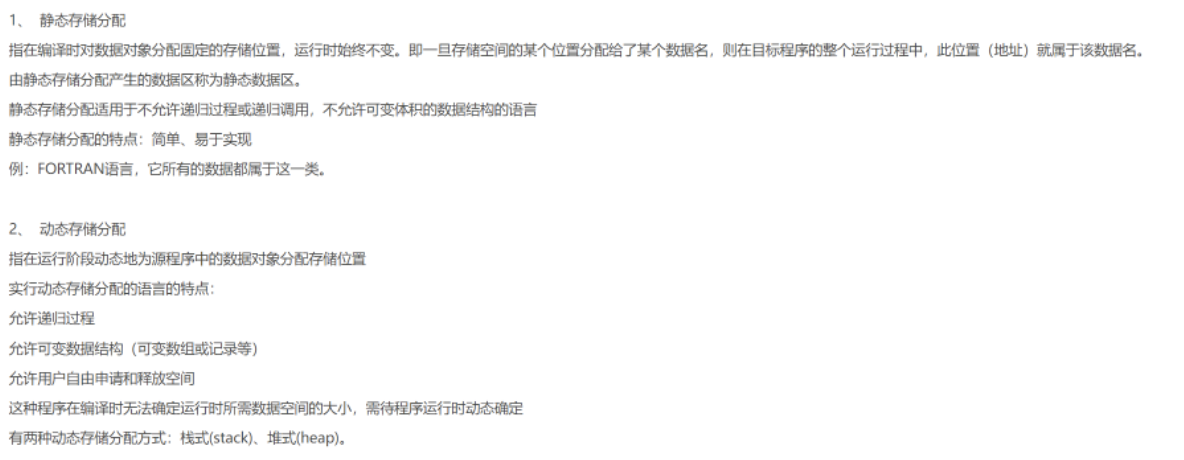 1、 静态存储分配
指在编译时对数据对象分配固定的存储位置，运行时始终不变。即一旦存储空间的某个位置分配给了某个数据名，则在目标程序的整个运行过程中，此位置（地址）就属于该数据名。
由静态存储分配产生的数据区称为静态数据区。
静态存储分配适用于不允许递归过程或递归调用，不允许可变体积的数据结构的语言
静态存储分配的特点：简单、易于实现
例：FORTRAN语言，它所有的数据都属于这一类。
2、 动态存储分配
指在运行阶段动态地为源程序中的数据对象分配存储位置
实行动态存储分配的语言的特点：
允许递归过程
允许可变数据结构（可变数组或记录等）
允许用户自由申请和释放空间
这种程序在编译时无法确定运行时所需数据空间的大小，需待程序运行时动态确定
有两种动态存储分配方式：栈式(stack)、堆式(heap)。